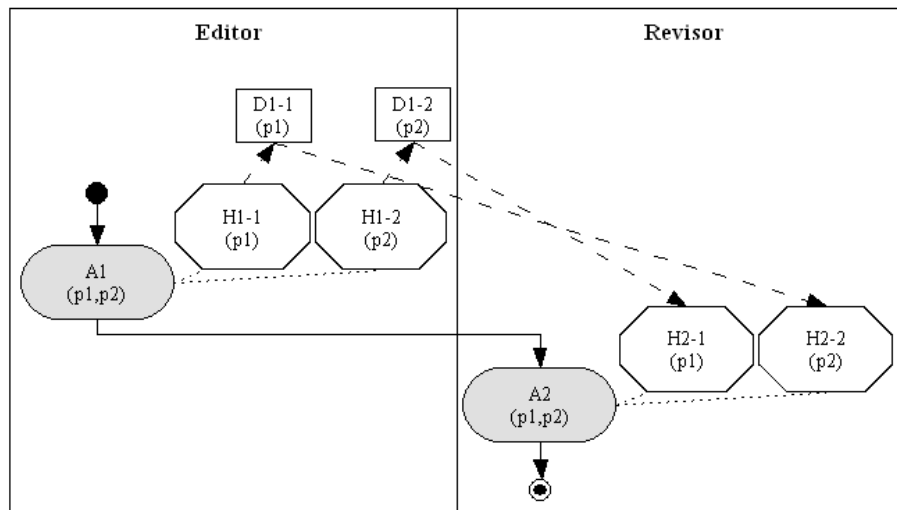 Editor
Revisor
D1-1
(p1)
D1-2
(p2)
H1-1
(p1)
H1-2
(p2)
A1
(p1,p2)
H2-1
(p1)
H2-2
(p2)
A2
(p1,p2)